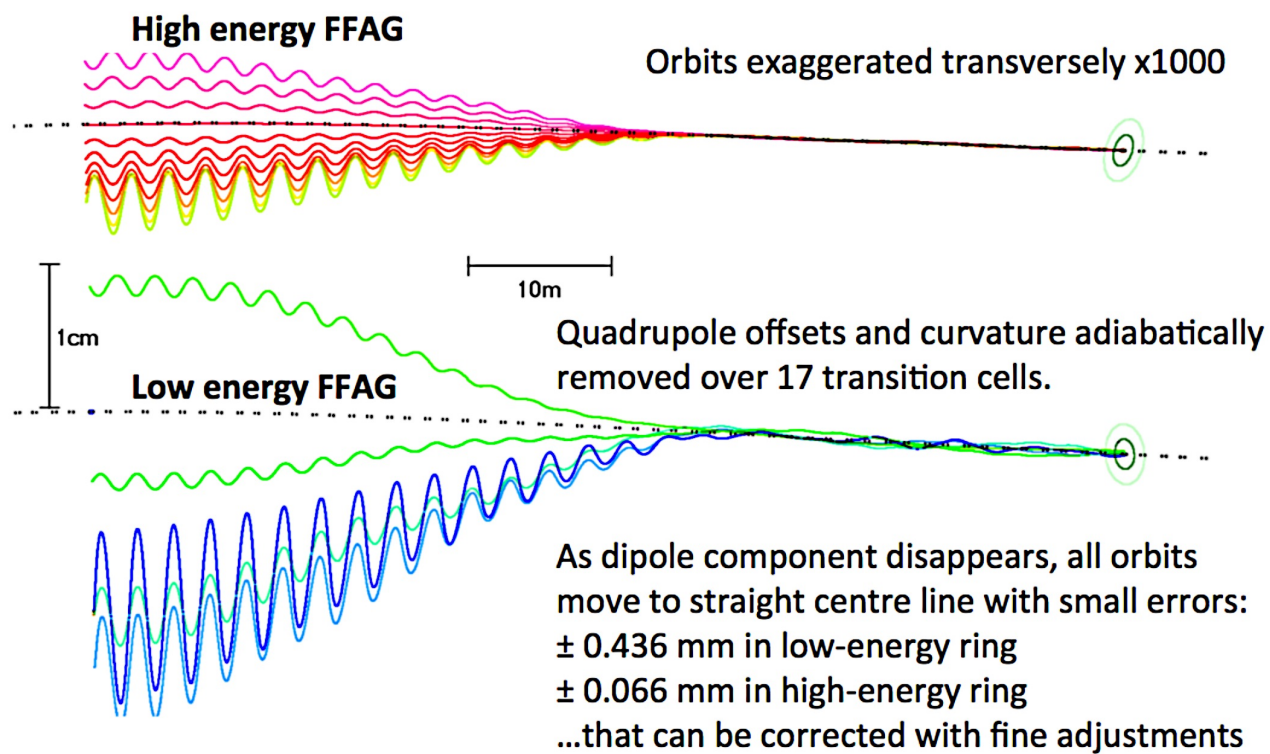 High energy FFAG
Orbits exaggerated transversely x1000
10m
1cm
Quadrupole offsets and curvature adiabatically
removed over 17 transition cells.
Low energy FFAG
As dipole component disappears, all orbits
move to straight centre line with small errors:
± 0.436 mm in low-energy ring
± 0.066 mm in high-energy ring
...that can be corrected with fine adjustments